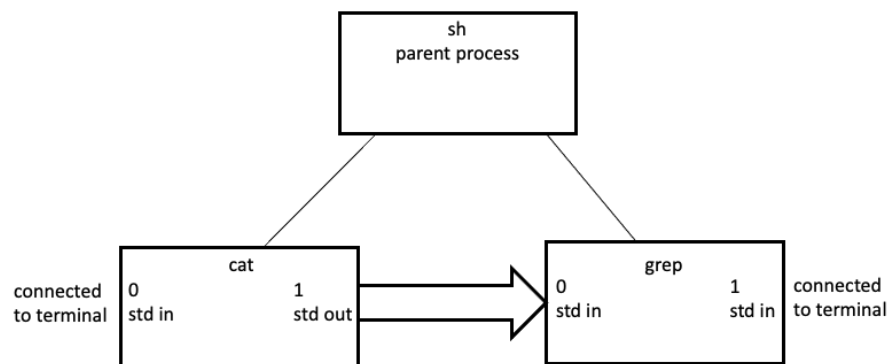 sh
parent process
cat
grep
connected
to terminal
0
std in
1
std out
0
std in
1
std in
connected
to terminal